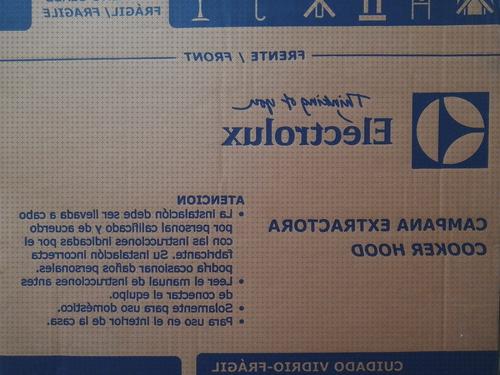 FRÁGIL/ FRAGILE
FRENTE / FRONT
Thinking of you
Electrolux
CAMPANA EXTRACTORA
COOKER HOOD
ATENCION
• La instalación debe ser llevada a cabo
por personal calificado y de acuerdo
con las instrucciones indicadas por el
fabricante. Su instalación incorrecta
podría ocasionar daños personales.
• Leer el manual de instrucciones antes
de conectar el equipo.
• Solamente para uso doméstico.
• Para uso en el interior de la casa.
CUIDADO VIDRIO-FRÁGIL